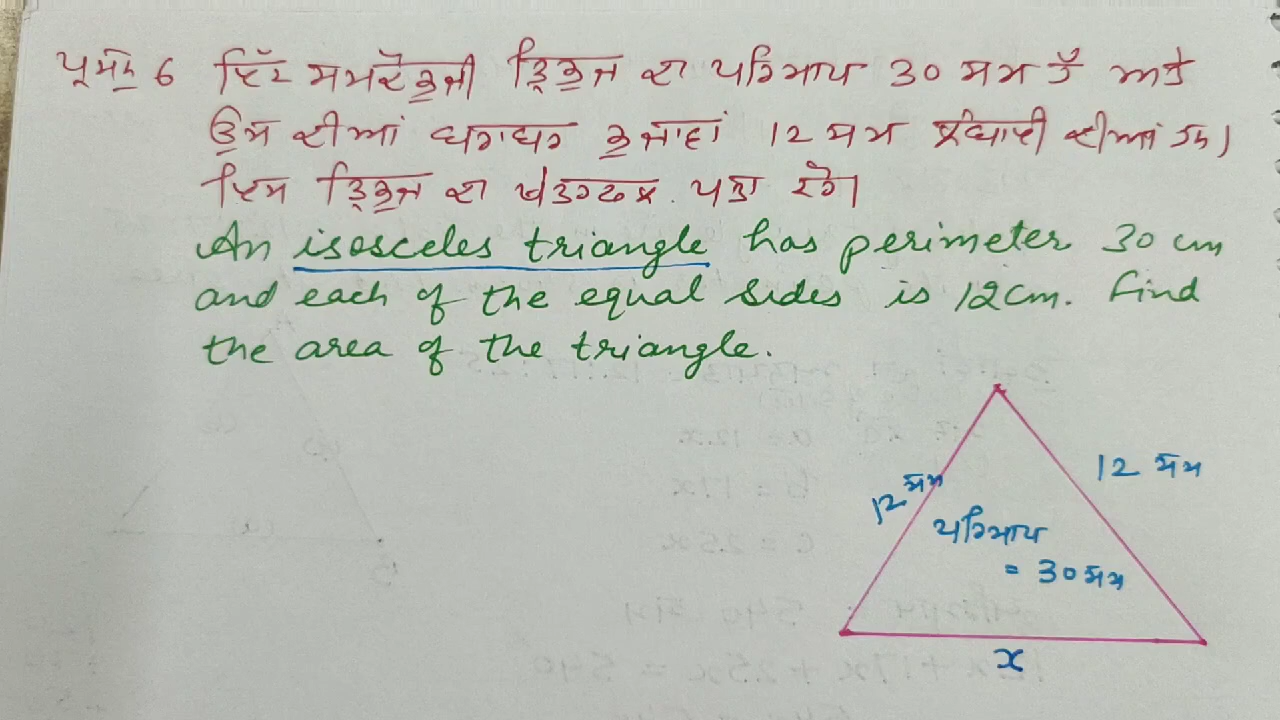 ਪ੍ਰਸ਼ਨ 6 ਇੱਕ ਸਮਦੋਭੁਜੀ ਤ੍ਰਿਭੁਜ ਦਾ ਪਰਿਮਾਪ 30 ਸਮ ਹੈ ਅਤੇ
ਉਸ ਦੀਆਂ ਬਰਾਬਰ ਭੁਜਾਵਾਂ 12 ਸਮ ਲੰਬਾਈ ਦੀਆਂ ਹਨ।
ਇਸ ਤ੍ਰਿਭੁਜ ਦਾ ਖੇਤਰਫਲ ਪਤਾ ਕਰੋ।
An isosceles triangle has perimeter 30 cm
and each of the equal sides is 12cm. Find
the area of the triangle.
12 ਸਮ
12 ਸਮ
ਪਰਿਮਾਪ
= 30 ਸਮ
x